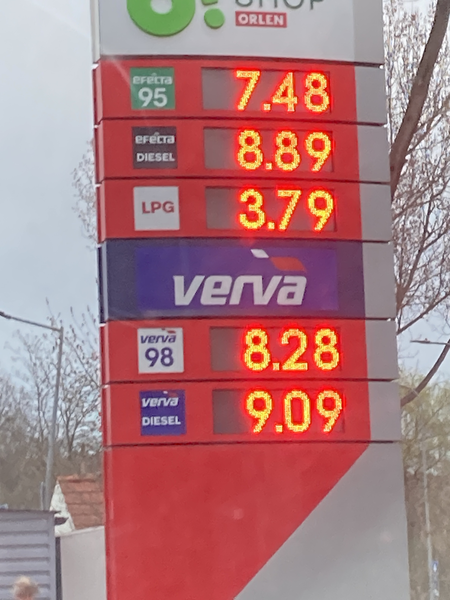 SHOP
ORLEN
efecta
95
7.48
efecta
DIESEL
8.89
LPG
3.79
verva
verva
98
8.28
verva
DIESEL
9.09